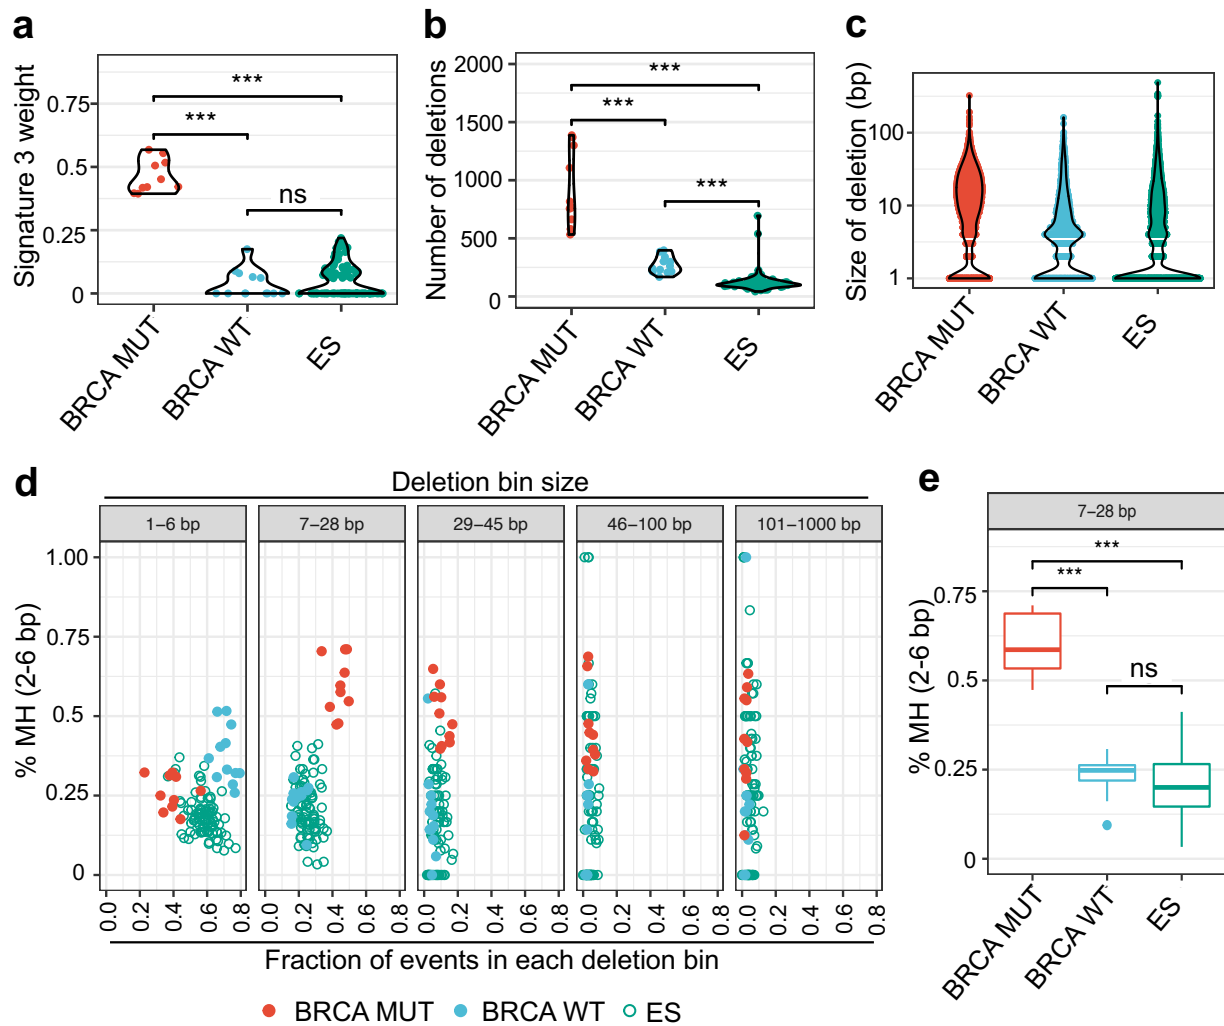 a
Signature 3 weight
0.75
0.5
0.25
0
***
***
ns
BRCA MUT
BRCA WT
ES
b
Number of deletions
2000
1500
1000
500
0
***
***
***
BRCA MUT
BRCA WT
ES
c
Size of deletion (bp)
100
10
1
BRCA MUT
BRCA WT
ES
d
Deletion bin size
1–6 bp
7–28 bp
29–45 bp
46–100 bp
101–1000 bp
% MH (2-6 bp)
1.00
0.75
0.5
0.25
0
0.0 0.2 0.4 0.6 0.8
0.0 0.2 0.4 0.6 0.8
0.0 0.2 0.4 0.6 0.8
0.0 0.2 0.4 0.6 0.8
0.0 0.2 0.4 0.6 0.8
Fraction of events in each deletion bin
BRCA MUT BRCA WT ES
e
7–28 bp
% MH (2-6 bp)
0.75
0.5
0.25
0
***
***
ns
BRCA MUT
BRCA WT
ES